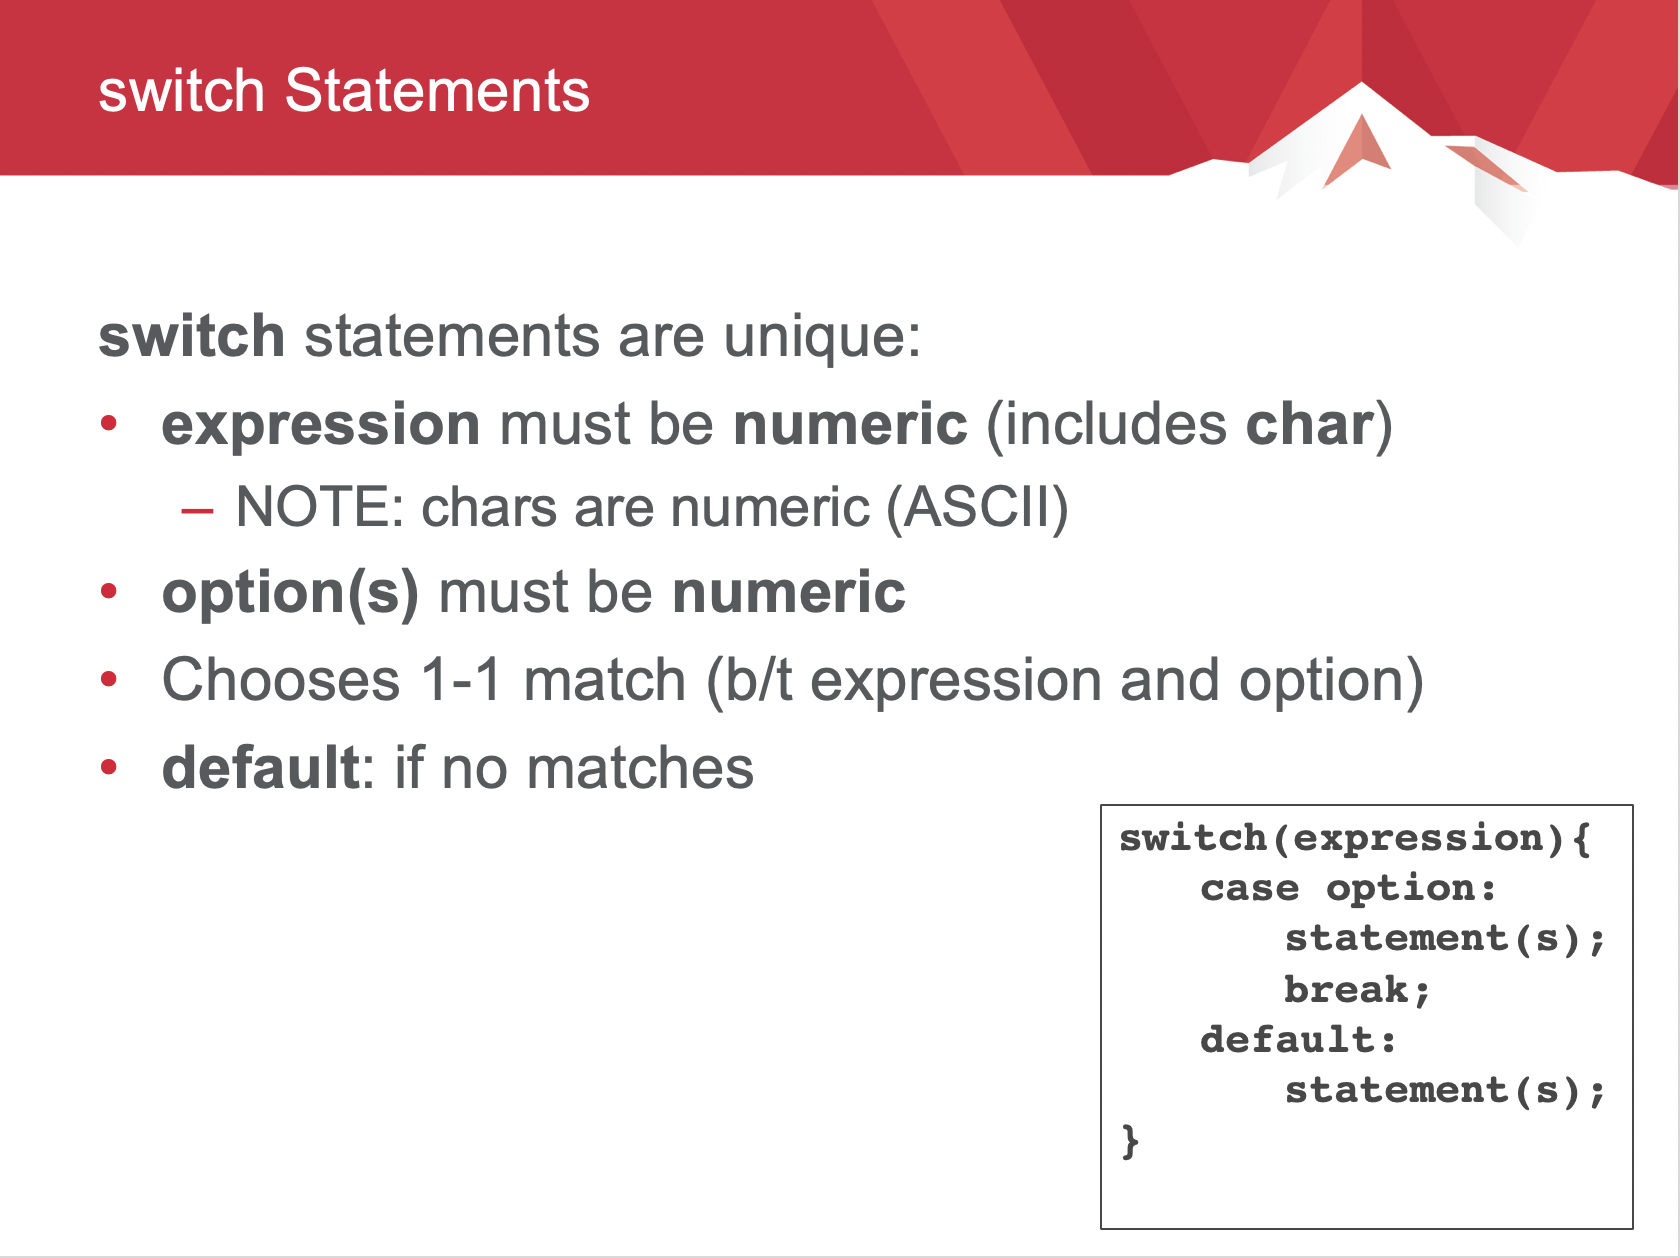 switch Statements
switch statements are unique:
• expression must be numeric (includes char)
– NOTE: chars are numeric (ASCII)
• option(s) must be numeric
• Chooses 1-1 match (b/t expression and option)
• default: if no matches
switch(expression){
    case option:
        statement(s);
        break;
    default:
        statement(s);
}